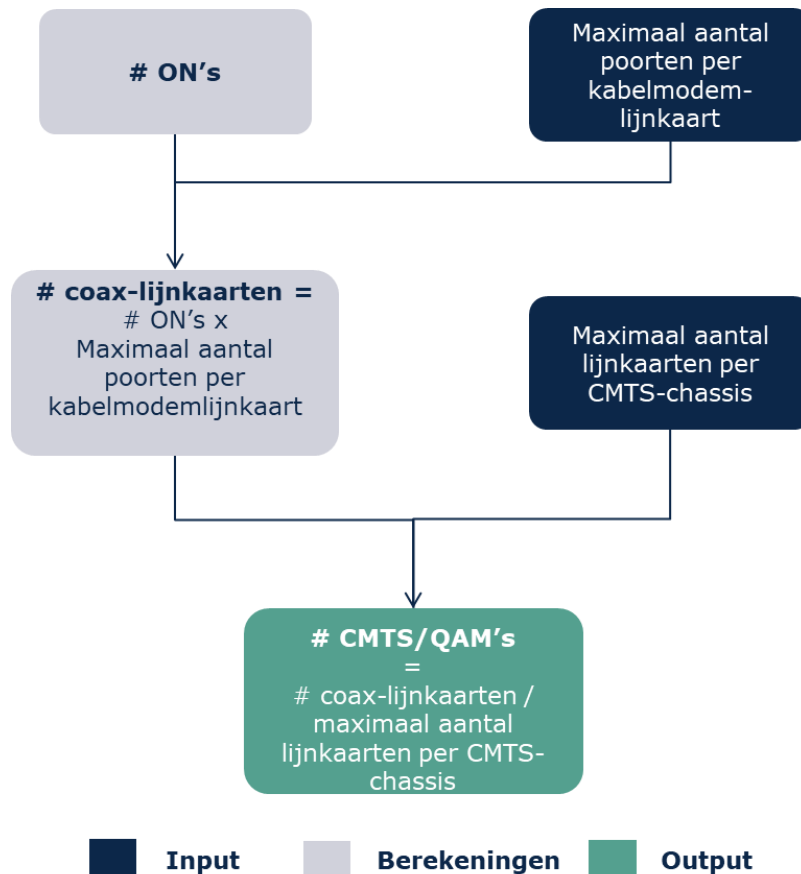 # ON’s
Maximaal aantal
poorten per
kabelmodem-
lijnkaart
# coax-lijnkaarten =
# ON’s x
Maximaal aantal
poorten per
kabelmodemlijnkaart
Maximaal aantal
lijnkaarten per
CMTS-chassis
# CMTS/QAM’s
=
# coax-lijnkaarten /
maximaal aantal
lijnkaarten per CMTS-
chassis
Input
Berekeningen
Output